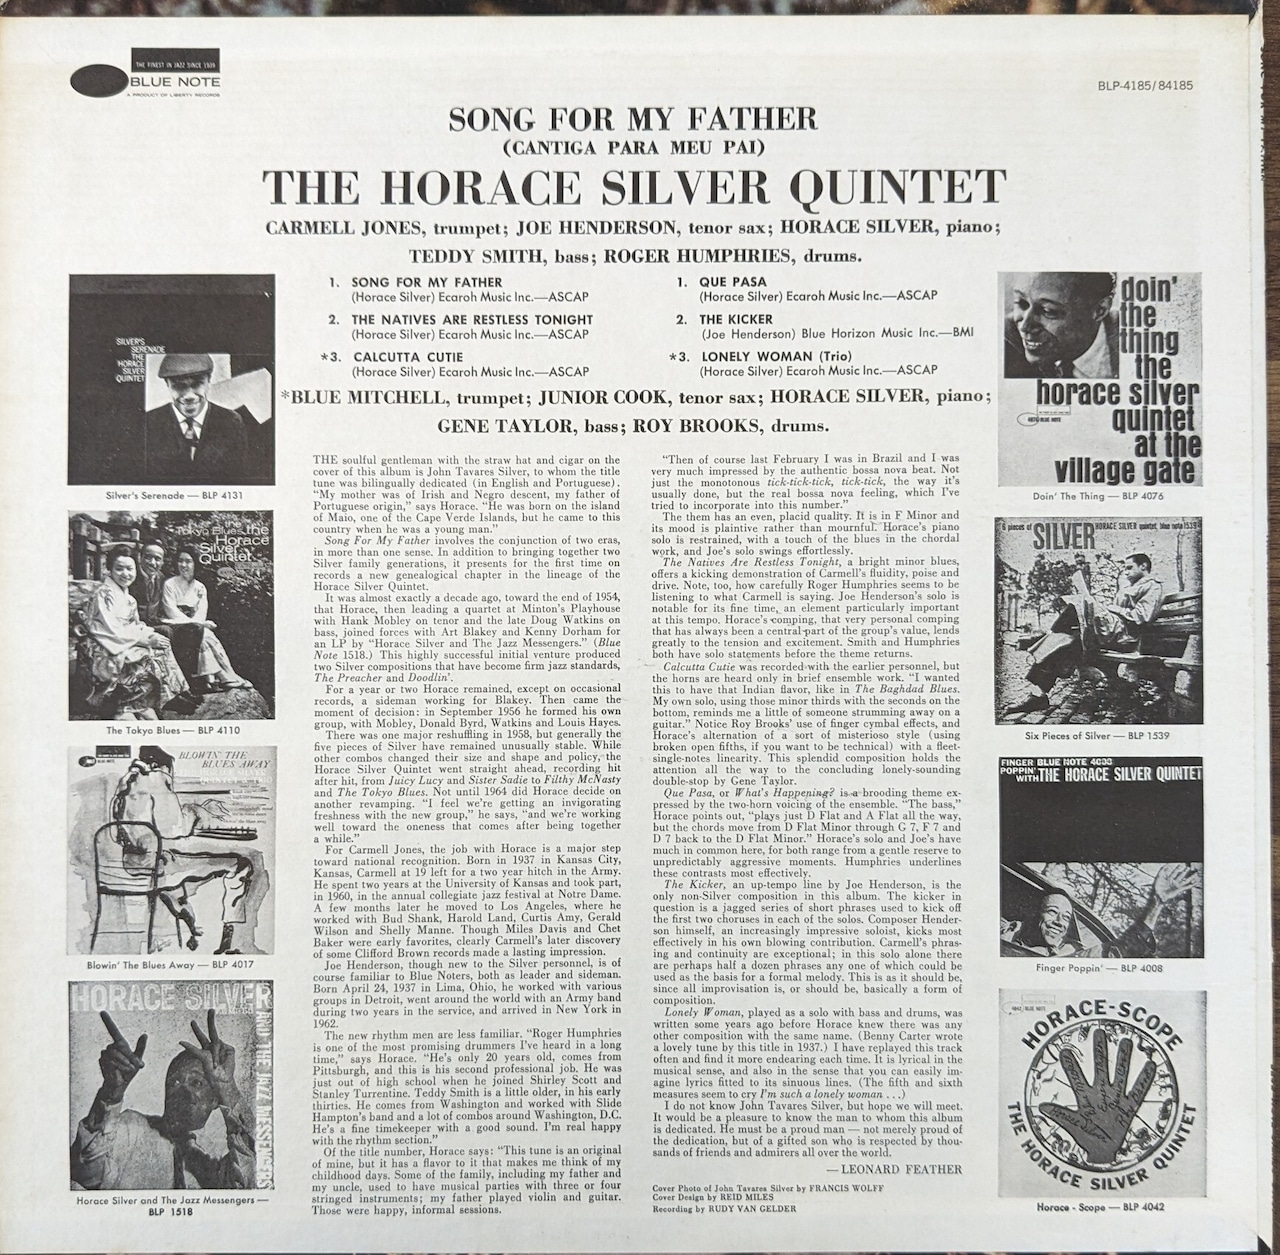 THE FINEST IN JAZZ SINCE 1939
BLUE NOTE
A PRODUCT OF LIBERTY RECORDS
BLP-4185/84185
SONG FOR MY FATHER
(CANTIGA PARA MEU PAI)
THE HORACE SILVER QUINTET
CARMELL JONES, trumpet; JOE HENDERSON, tenor sax; HORACE SILVER, piano;
TEDDY SMITH, bass; ROGER HUMPHRIES, drums.
1. SONG FOR MY FATHER
(Horace Silver) Ecaroh Music Inc.—ASCAP
2. THE NATIVES ARE RESTLESS TONIGHT
(Horace Silver) Ecaroh Music Inc.—ASCAP
*3. CALCUTTA CUTIE
(Horace Silver) Ecaroh Music Inc.—ASCAP
1. QUE PASA
(Horace Silver) Ecaroh Music Inc.—ASCAP
2. THE KICKER
(Joe Henderson) Blue Horizon Music Inc.—BMI
*3. LONELY WOMAN (Trio)
(Horace Silver) Ecaroh Music Inc.—ASCAP
*BLUE MITCHELL, trumpet; JUNIOR COOK, tenor sax; HORACE SILVER, piano;
GENE TAYLOR, bass; ROY BROOKS, drums.
SILVER'S
SERENADE
THE
HORACE
SILVER
QUINTET
Silver's Serenade — BLP 4131
the Tokyo Blues the
Horace
Silver
Quintet
The Tokyo Blues — BLP 4110
BLOWIN' THE
BLUES AWAY
Blowin' The Blues Away — BLP 4017
HORACE SILVER
AND THE JAZZ MESSENGERS
Horace Silver and The Jazz Messengers —
BLP 1518
THE soulful gentleman with the straw hat and cigar on the
cover of this album is John Tavares Silver, to whom the title
tune was bilingually dedicated (in English and Portuguese).
"My mother was of Irish and Negro descent, my father of
Portuguese origin," says Horace. "He was born on the island
of Maio, one of the Cape Verde Islands, but he came to this
country when he was a young man."
Song For My Father involves the conjunction of two eras,
in more than one sense. In addition to bringing together two
Silver family generations, it presents for the first time on
records a new genealogical chapter in the lineage of the
Horace Silver Quintet.
It was almost exactly a decade ago, toward the end of 1954,
that Horace, then leading a quartet at Minton's Playhouse
with Hank Mobley on tenor and the late Doug Watkins on
bass, joined forces with Art Blakey and Kenny Dorham for
an LP by "Horace Silver and The Jazz Messengers." (Blue
Note 1518.) This highly successful initial venture produced
two Silver compositions that have become firm jazz standards,
The Preacher and Doodlin'.
For a year or two Horace remained, except on occasional
records, a sideman working for Blakey. Then came the
moment of decision: in September 1956 he formed his own
group, with Mobley, Donald Byrd, Watkins and Louis Hayes.
There was one major reshuffling in 1958, but generally the
five pieces of Silver have remained unusually stable. While
other combos changed their size and shape and policy, the
Horace Silver Quintet went straight ahead, recording hit
after hit, from Juicy Lucy and Sister Sadie to Filthy McNasty
and The Tokyo Blues. Not until 1964 did Horace decide on
another revamping. "I feel we're getting an invigorating
freshness with the new group," he says, "and we're working
well toward the oneness that comes after being together
a while."
For Carmell Jones, the job with Horace is a major step
toward national recognition. Born in 1937 in Kansas City,
Kansas, Carmell at 19 left for a two year hitch in the Army.
He spent two years at the University of Kansas and took part,
in 1960, in the annual collegiate jazz festival at Notre Dame.
A few months later he moved to Los Angeles, where he
worked with Bud Shank, Harold Land, Curtis Amy, Gerald
Wilson and Shelly Manne. Though Miles Davis and Chet
Baker were early favorites, clearly Carmell's later discovery
of some Clifford Brown records made a lasting impression.
Joe Henderson, though new to the Silver personnel, is of
course familiar to Blue Noters, both as leader and sideman.
Born April 24, 1937 in Lima, Ohio, he worked with various
groups in Detroit, went around the world with an Army band
during two years in the service, and arrived in New York in
1962.
The new rhythm men are less familiar. "Roger Humphries
is one of the most promising drummers I've heard in a long
time," says Horace. "He's only 20 years old, comes from
Pittsburgh, and this is his second professional job. He was
just out of high school when he joined Shirley Scott and
Stanley Turrentine. Teddy Smith is a little older, in his early
thirties. He comes from Washington and worked with Slide
Hampton's band and a lot of combos around Washington, D.C.
He's a fine timekeeper with a good sound. I'm real happy
with the rhythm section."
Of the title number, Horace says: "This tune is an original
of mine, but it has a flavor to it that makes me think of my
childhood days. Some of the family, including my father and
my uncle, used to have musical parties with three or four
stringed instruments; my father played violin and guitar.
Those were happy, informal sessions.
"Then of course last February I was in Brazil and I was
very much impressed by the authentic bossa nova beat. Not
just the monotonous tick-tick-tick, tick-tick, the way it's
usually done, but the real bossa nova feeling, which I've
tried to incorporate into this number."
The them has an even, placid quality. It is in F Minor and
its mood is plaintive rather than mournful. Horace's piano
solo is restrained, with a touch of the blues in the chordal
work, and Joe's solo swings effortlessly.
The Natives Are Restless Tonight, a bright minor blues,
offers a kicking demonstration of Carmell's fluidity, poise and
drive. Note, too, how carefully Roger Humphries seems to be
listening to what Carmell is saying. Joe Henderson's solo is
notable for its fine time, an element particularly important
at this tempo. Horace's comping, that very personal comping
that has always been a central part of the group's value, lends
greatly to the tension and excitement. Smith and Humphries
both have solo statements before the theme returns.
Calcutta Cutie was recorded with the earlier personnel, but
the horns are heard only in brief ensemble work. "I wanted
this to have that Indian flavor, like in The Baghdad Blues.
My own solo, using those minor thirds with the seconds on the
bottom, reminds me a little of someone strumming away on a
guitar." Notice Roy Brooks' use of finger cymbal effects, and
Horace's alternation of a sort of misterioso style (using
broken open fifths, if you want to be technical) with a fleet-
single-notes linearity. This splendid composition holds the
attention all the way to the concluding lonely-sounding
double-stop by Gene Taylor.
Que Pasa, or What's Happening? is a brooding theme ex-
pressed by the two-horn voicing of the ensemble. "The bass,"
Horace points out, "plays just D Flat and A Flat all the way,
but the chords move from D Flat Minor through G 7, F 7 and
D 7 back to the D Flat Minor." Horace's solo and Joe's have
much in common here, for both range from a gentle reserve to
unpredictably aggressive moments. Humphries underlines
these contrasts most effectively.
The Kicker, an up-tempo line by Joe Henderson, is the
only non-Silver composition in this album. The kicker in
question is a jagged series of short phrases used to kick off
the first two choruses in each of the solos. Composer Hender-
son himself, an increasingly impressive soloist, kicks most
effectively in his own blowing contribution. Carmell's phras-
ing and continuity are exceptional; in this solo alone there
are perhaps half a dozen phrases any one of which could be
used as the basis for a formal melody. This is as it should be,
since all improvisation is, or should be, basically a form of
composition.
Lonely Woman, played as a solo with bass and drums, was
written some years ago before Horace knew there was any
other composition with the same name. (Benny Carter wrote
a lovely tune by this title in 1937.) I have replayed this track
often and find it more endearing each time. It is lyrical in the
musical sense, and also in the sense that you can easily im-
agine lyrics fitted to its sinuous lines. (The fifth and sixth
measures seem to cry I'm such a lonely woman . . .)
I do not know John Tavares Silver, but hope we will meet.
It would be a pleasure to know the man to whom this album
is dedicated. He must be a proud man — not merely proud of
the dedication, but of a gifted son who is respected by thou-
sands of friends and admirers all over the world.
— LEONARD FEATHER
Cover Photo of John Tavares Silver by FRANCIS WOLFF
Cover Design by REID MILES
Recording by RUDY VAN GELDER
doin'
the
thing
the
horace silver
quintet
at the
village gate
Doin' The Thing — BLP 4076
6 pieces of SILVER HORACE SILVER quintet, blue note 1539
Six Pieces of Silver — BLP 1539
FINGER BLUE NOTE 4008
POPPIN' WITH THE HORACE SILVER QUINTET
Finger Poppin' — BLP 4008
HORACE-SCOPE
THE HORACE SILVER QUINTET
Horace - Scope — BLP 4042